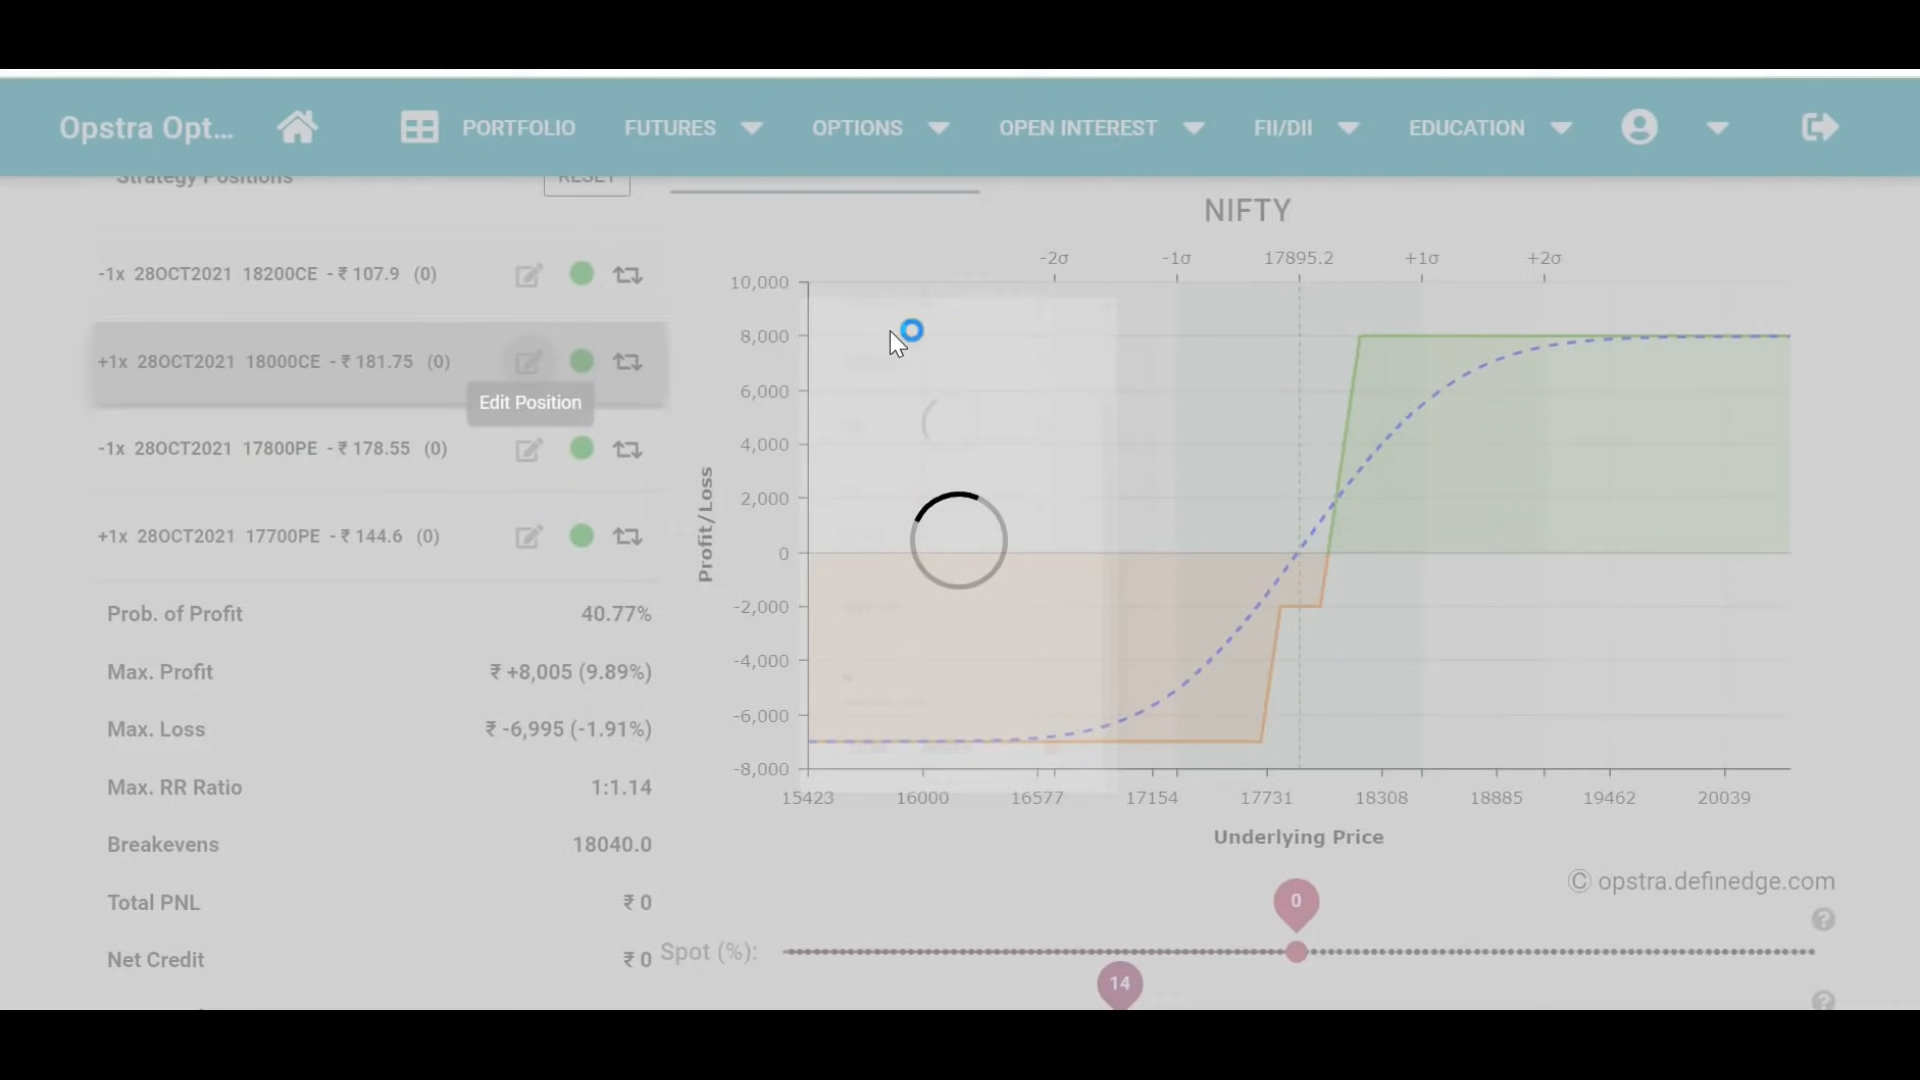 Opstra Opt...
PORTFOLIO
FUTURES
OPTIONS
OPEN INTEREST
FII/DII
EDUCATION
Strategy Positions
RESET
-1x 28OCT2021 18200CE - ₹ 107.9 (0)
+1x 28OCT2021 18000CE - ₹ 181.75 (0)
Edit Position
-1x 28OCT2021 17800PE - ₹ 178.55 (0)
+1x 28OCT2021 17700PE - ₹ 144.6 (0)
Prob. of Profit 40.77%
Max. Profit ₹ +8,005 (9.89%)
Max. Loss ₹ -6,995 (-1.91%)
Max. RR Ratio 1:1.14
Breakevens 18040.0
Total PNL ₹ 0
Net Credit ₹ 0
NIFTY
-2σ -1σ 17895.2 +1σ +2σ
10,000
8,000
6,000
4,000
2,000
0
-2,000
-4,000
-6,000
-8,000
Profit/Loss
15423 16000 16577 17154 17731 18308 18885 19462 20039
Underlying Price
© opstra.definedge.com
0
Spot (%):
14